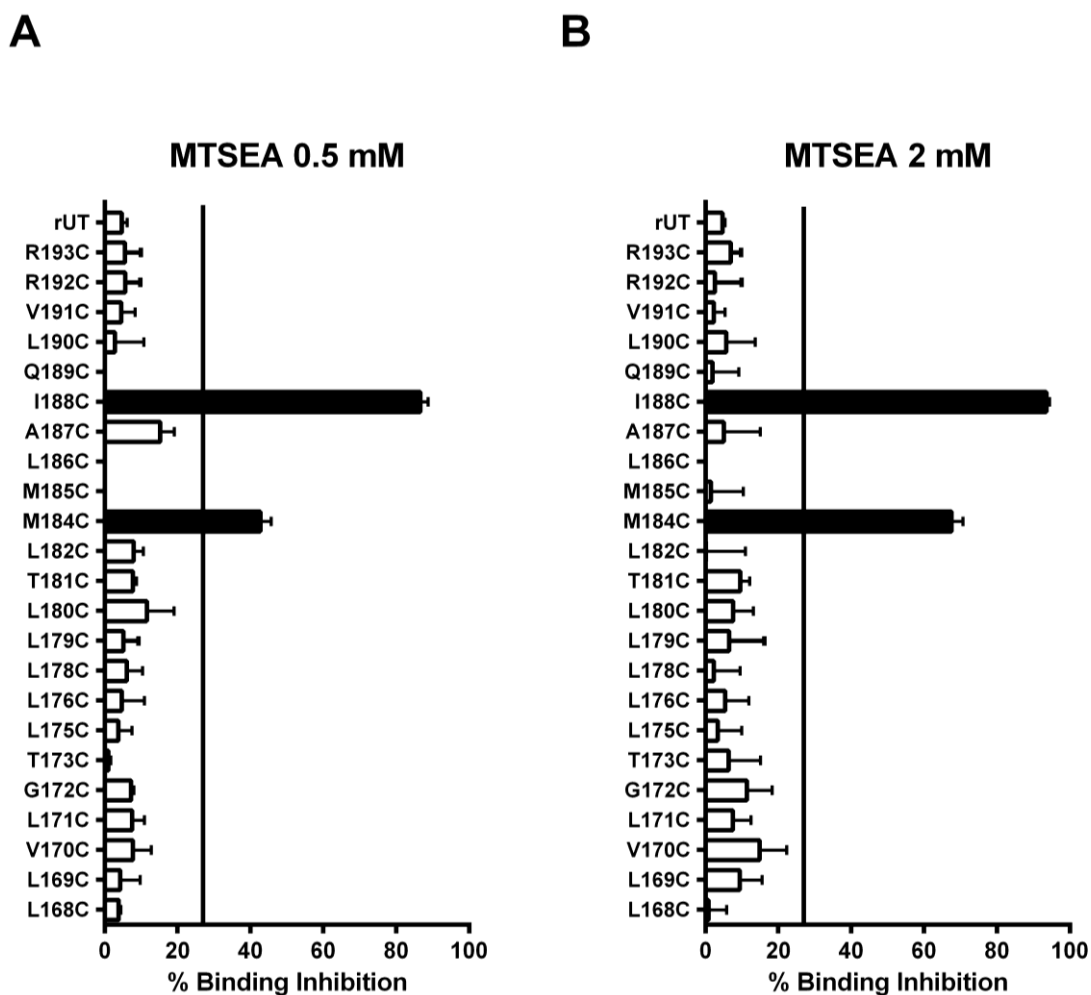 A
MTSEA 0.5 mM
rUT
R193C
R192C
V191C
L190C
Q189C
I188C
A187C
L186C
M185C
M184C
L182C
T181C
L180C
L179C
L178C
L176C
L175C
T173C
G172C
L171C
V170C
L169C
L168C
0 20 40 60 80 100
% Binding Inhibition
B
MTSEA 2 mM
rUT
R193C
R192C
V191C
L190C
Q189C
I188C
A187C
L186C
M185C
M184C
L182C
T181C
L180C
L179C
L178C
L176C
L175C
T173C
G172C
L171C
V170C
L169C
L168C
0 20 40 60 80 100
% Binding Inhibition